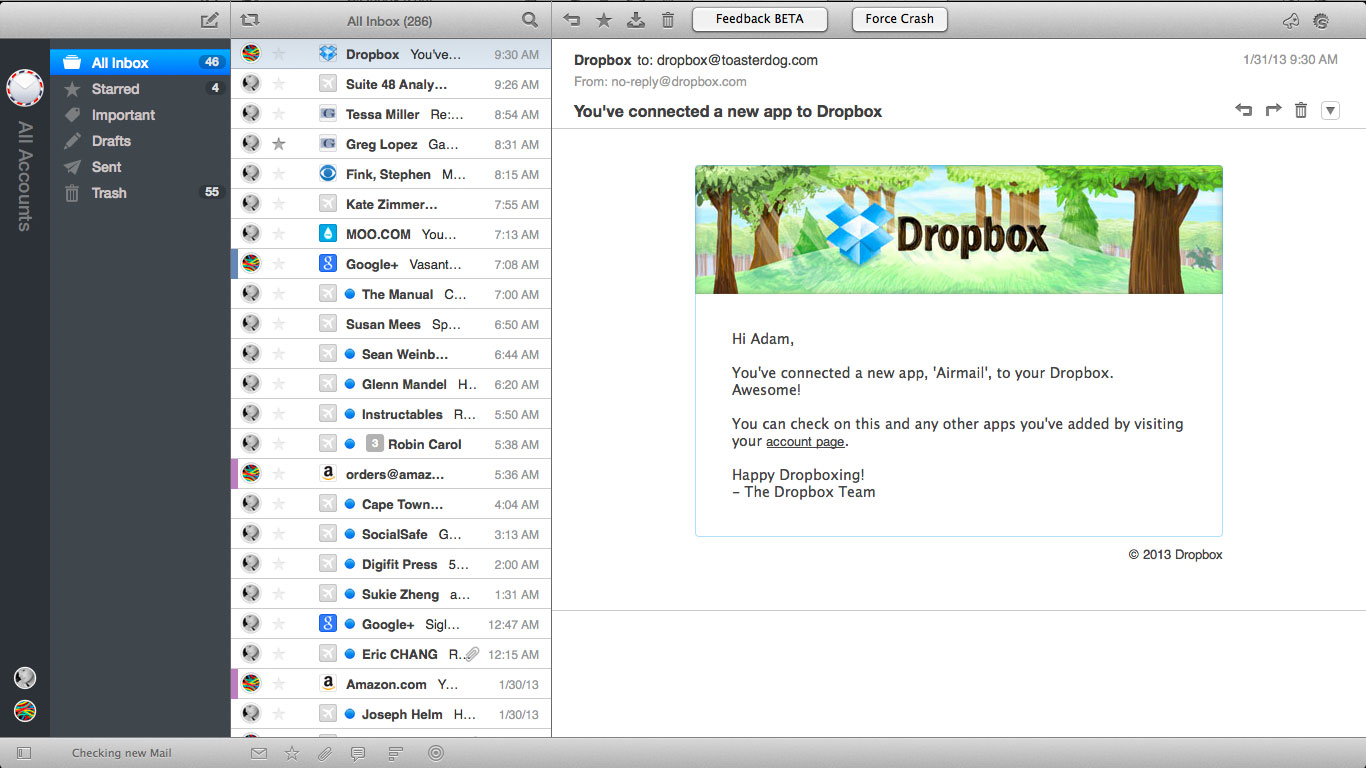 All Inbox (286)
Feedback BETA
Force Crash
All Accounts
All Inbox 46
Starred 4
Important
Drafts
Sent
Trash 55
Dropbox You've... 9:30 AM
Suite 48 Analy... 9:26 AM
Tessa Miller Re:... 8:54 AM
Greg Lopez Ga... 8:31 AM
Fink, Stephen M... 8:15 AM
Kate Zimmer... 7:55 AM
MOO.COM You... 7:13 AM
Google+ Vasant... 7:08 AM
The Manual C... 7:00 AM
Susan Mees Sp... 6:50 AM
Sean Weinb... 6:44 AM
Glenn Mandel H... 6:20 AM
Instructables R... 5:50 AM
3 Robin Carol 5:38 AM
orders@amaz... 5:36 AM
Cape Town... 4:04 AM
SocialSafe G... 3:13 AM
Digifit Press 5... 2:00 AM
Sukie Zheng a... 1:31 AM
Google+ Sigl... 12:47 AM
Eric CHANG R... 12:15 AM
Amazon.com Y... 1/30/13
Joseph Helm H... 1/30/13
Dropbox to: dropbox@toasterdog.com 1/31/13 9:30 AM
From: no-reply@dropbox.com
You've connected a new app to Dropbox
Dropbox
Hi Adam,
You've connected a new app, 'Airmail', to your Dropbox.
Awesome!
You can check on this and any other apps you've added by visiting
your account page.
Happy Dropboxing!
– The Dropbox Team
© 2013 Dropbox
Checking new Mail